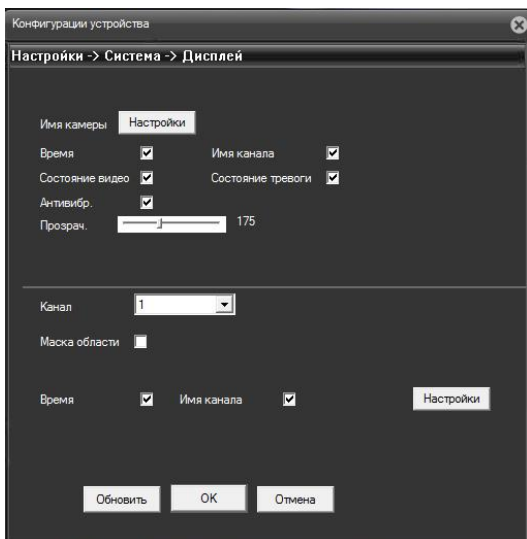 Конфигурации устройства
Настройки -> Система -> Дисплей
Имя камеры Настройки
Время Имя канала
Состояние видео Состояние тревоги
Антивибр.
Прозрач. 175
Канал 1
Маска области
Время Имя канала Настройки
Обновить OK Отмена